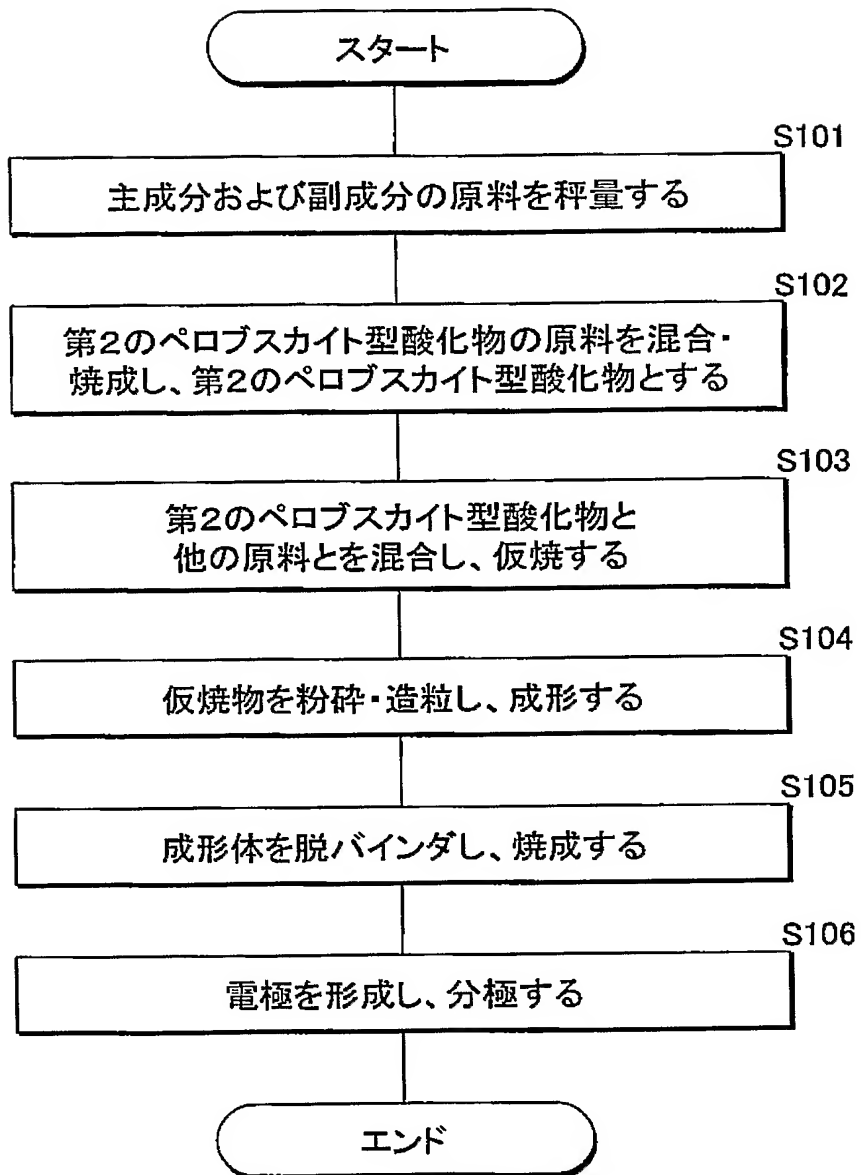 スタート
S101
主成分および副成分の原料を秤量する
S102
第2のペロブスカイト型酸化物の原料を混合・
焼成し、第2のペロブスカイト型酸化物とする
S103
第2のペロブスカイト型酸化物と
他の原料とを混合し、仮焼する
S104
仮焼物を粉砕・造粒し、成形する
S105
成形体を脱バインダし、焼成する
S106
電極を形成し、分極する
エンド